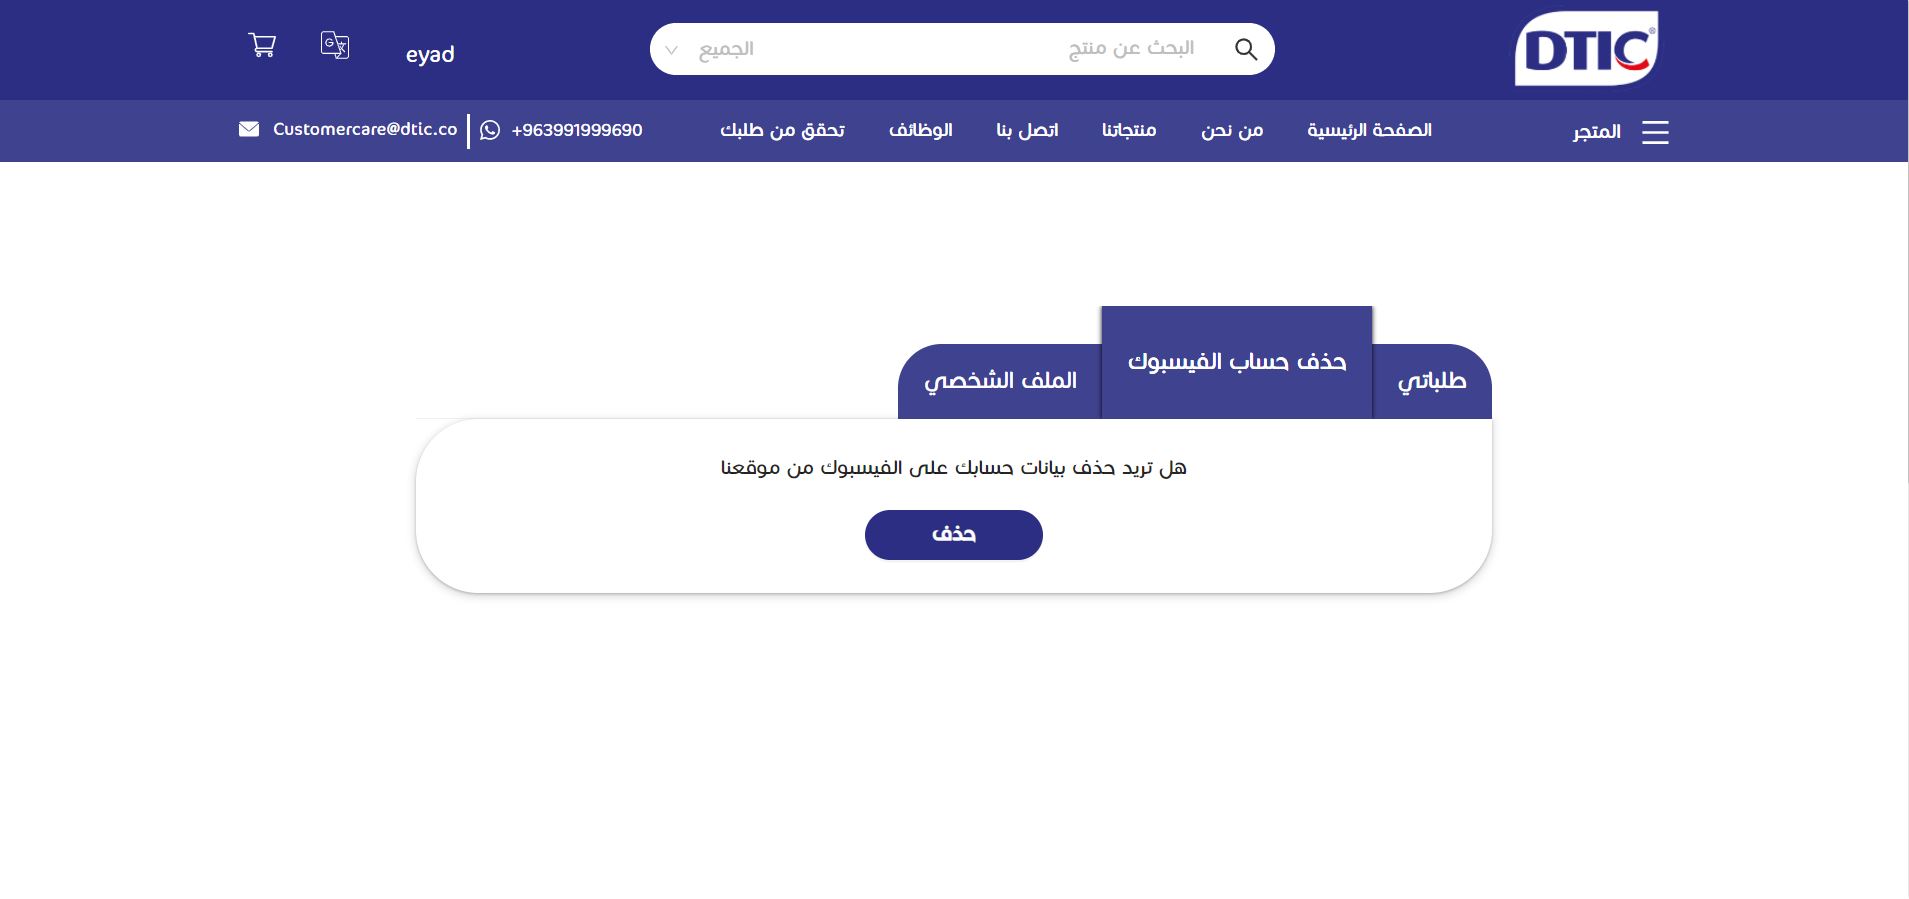 DTIC®
البحث عن منتج
الجميع
eyad
المتجر
الصفحة الرئيسية
من نحن
منتجاتنا
اتصل بنا
الوظائف
تحقق من طلبك
+963991999690
Customercare@dtic.co
طلباتي
حذف حساب الفيسبوك
الملف الشخصي
هل تريد حذف بيانات حسابك على الفيسبوك من موقعنا
حذف